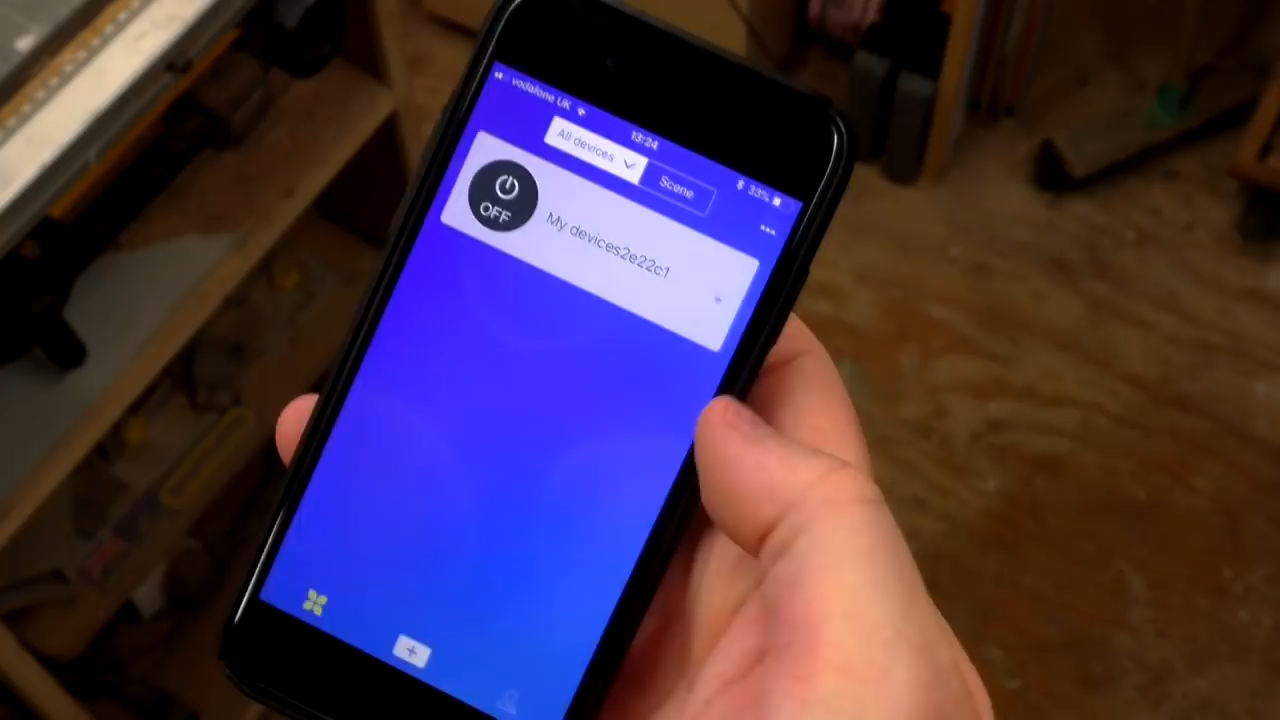 vodafone UK
13:24
33%
All devices
Scene
OFF
My devices2e22c1